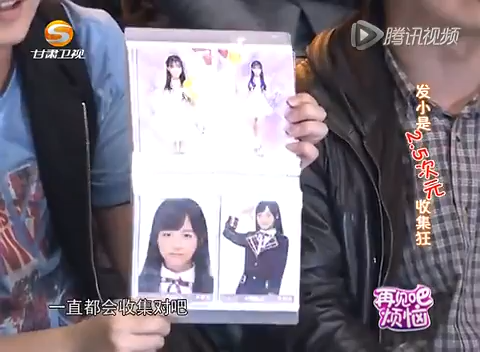 甘肃卫视
腾讯视频
发小是2.5次元收集狂
一直都会收集对吧
再见吧
烦恼